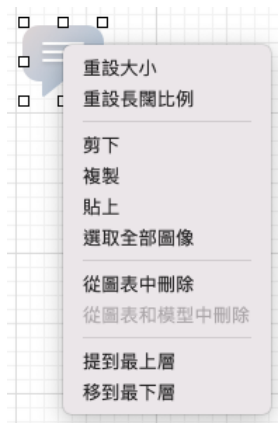 重設大小
重設長闊比例
剪下
複製
貼上
選取全部圖像
從圖表中刪除
從圖表和模型中刪除
提到最上層
移到最下層